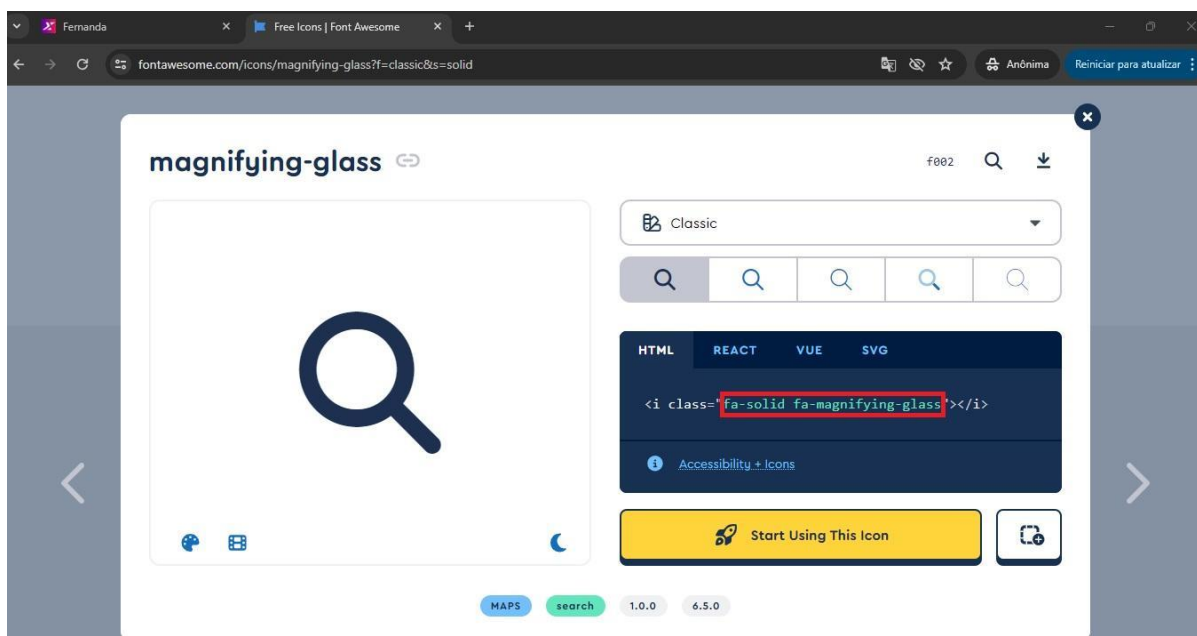 Fernanda
Free Icons | Font Awesome
fontawesome.com/icons/magnifying-glass?f=classic&s=solid
Anônima
Reiniciar para atualizar
magnifying-glass
f002
Classic
HTML REACT VUE SVG
<i class="fa-solid fa-magnifying-glass"></i>
Accessibility + Icons
Start Using This Icon
MAPS search 1.0.0 6.5.0